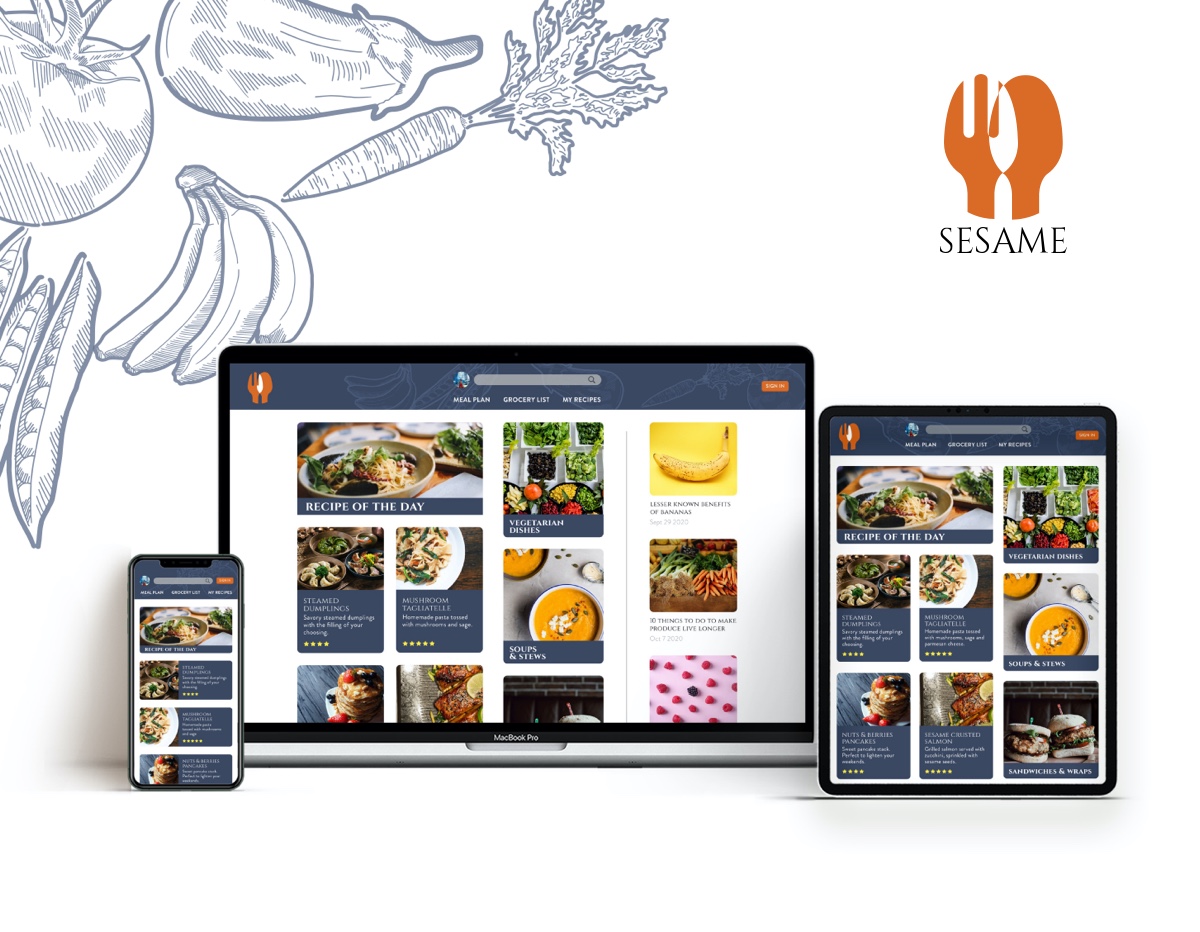 SESAME
SIGN IN
MEAL PLAN GROCERY LIST MY RECIPES
RECIPE OF THE DAY
VEGETARIAN
DISHES
STEAMED
DUMPLINGS
Savory steamed dumplings
with the filling of your
choosing.
MUSHROOM
TAGLIATELLE
Homemade pasta tossed
with mushrooms and sage.
SOUPS
& STEWS
LESSER KNOWN BENEFITS
OF BANANAS
Sept 29 2022
10 THINGS TO DO TO MAKE
PRODUCE LIVE LONGER
Oct 7 2020
MacBook Pro
SIGN IN
MEAL PLAN GROCERY LIST MY RECIPES
RECIPE OF THE DAY
VEGETARIAN DISHES
STEAMED
DUMPLINGS
Savory steamed dumplings
with the filling of your
choosing.
MUSHROOM
TAGLIATELLE
Homemade pasta tossed
with mushrooms, sage and
parmesan cheese.
SOUPS & STEWS
NUTS & BERRIES
PANCAKES
Sweet pancake stack.
Perfect to lighten your
weekends.
SESAME CRUSTED
SALMON
Grilled salmon served with
zucchini, sprinkled with
sesame seeds.
SANDWICHES & WRAPS
MEAL PLAN GROCERY LIST MY RECIPES
RECIPE OF THE DAY
STEAMED
DUMPLINGS
Savory steamed dumplings
with the filling of your
choosing.
MUSHROOM
TAGLIATELLE
Homemade pasta
tossed with mushrooms
and sage.
NUTS & BERRIES
PANCAKES
Sweet pancake stack.
Perfect to lighten your
weekends.